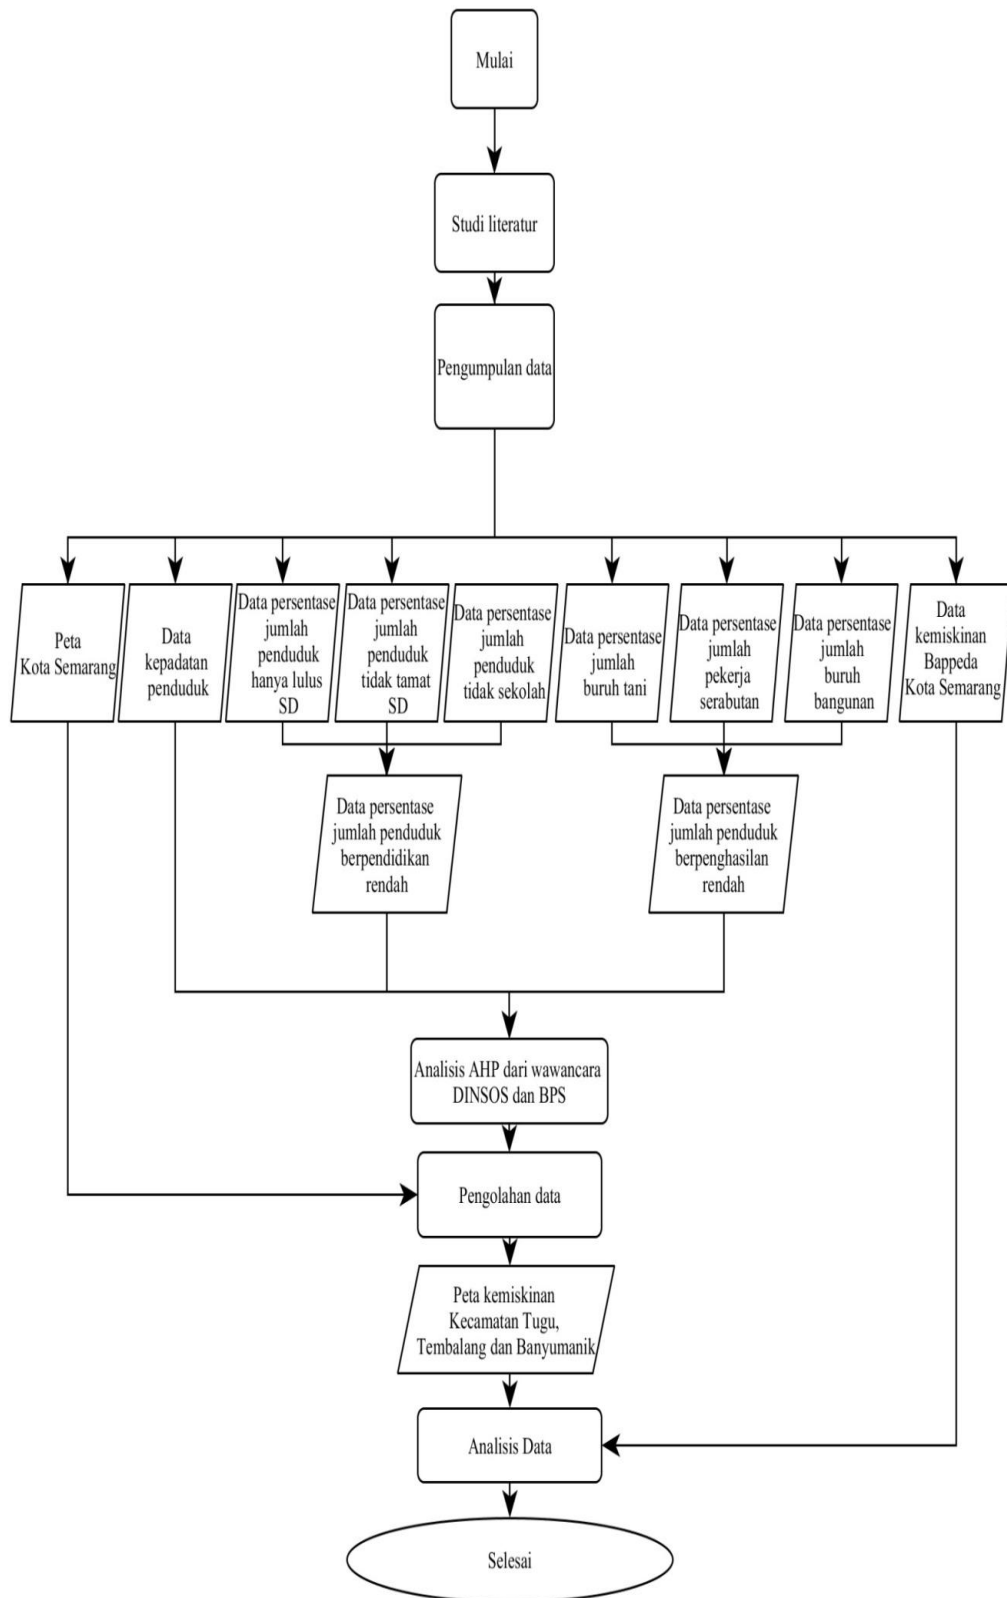 Mulai
Studi literatur
Pengumpulan data
Peta
Kota Semarang
Data
kepadatan
penduduk
Data persentase
jumlah
penduduk
hanya lulus
SD
Data persentase
jumlah
penduduk
tidak tamat
SD
Data persentase
jumlah
penduduk
tidak sekolah
Data persentase
jumlah
buruh tani
Data persentase
jumlah
pekerja
serabutan
Data persentase
jumlah
buruh
bangunan
Data
kemiskinan
Bappeda
Kota Semarang
Data persentase
jumlah penduduk
berpendidikan
rendah
Data persentase
jumlah penduduk
berpenghasilan
rendah
Analisis AHP dari wawancara
DINSOS dan BPS
Pengolahan data
Peta kemiskinan
Kecamatan Tugu,
Tembalang dan Banyumanik
Analisis Data
Selesai